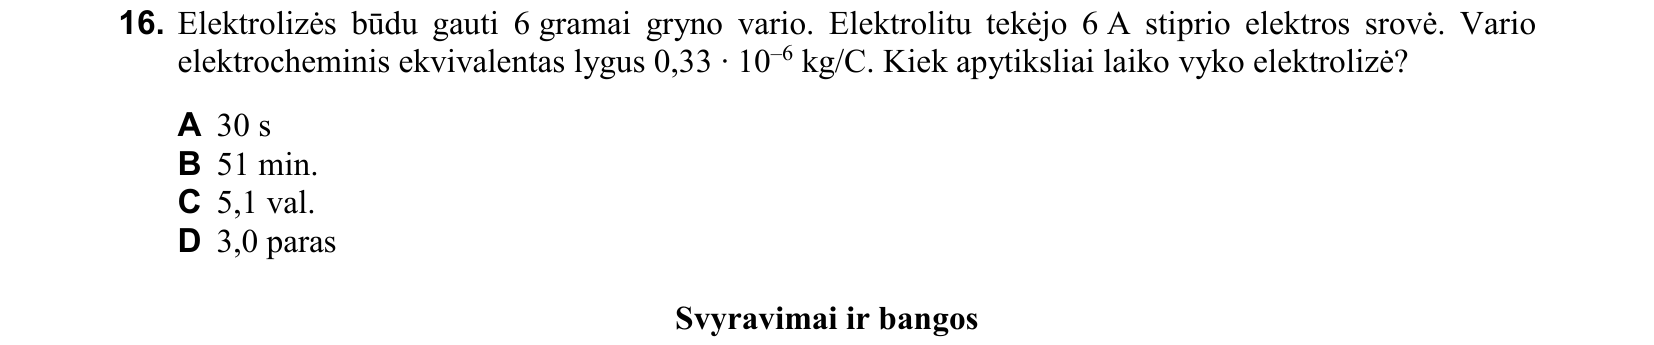 16. Elektrolizės būdu gauti 6 gramai gryno vario. Elektrolitu tekėjo 6 A stiprio elektros srovė. Vario
elektrocheminis ekvivalentas lygus 0,33 · 10⁻⁶ kg/C. Kiek apytiksliai laiko vyko elektrolizė?
A 30 s
B 51 min.
C 5,1 val.
D 3,0 paras
Svyravimai ir bangos